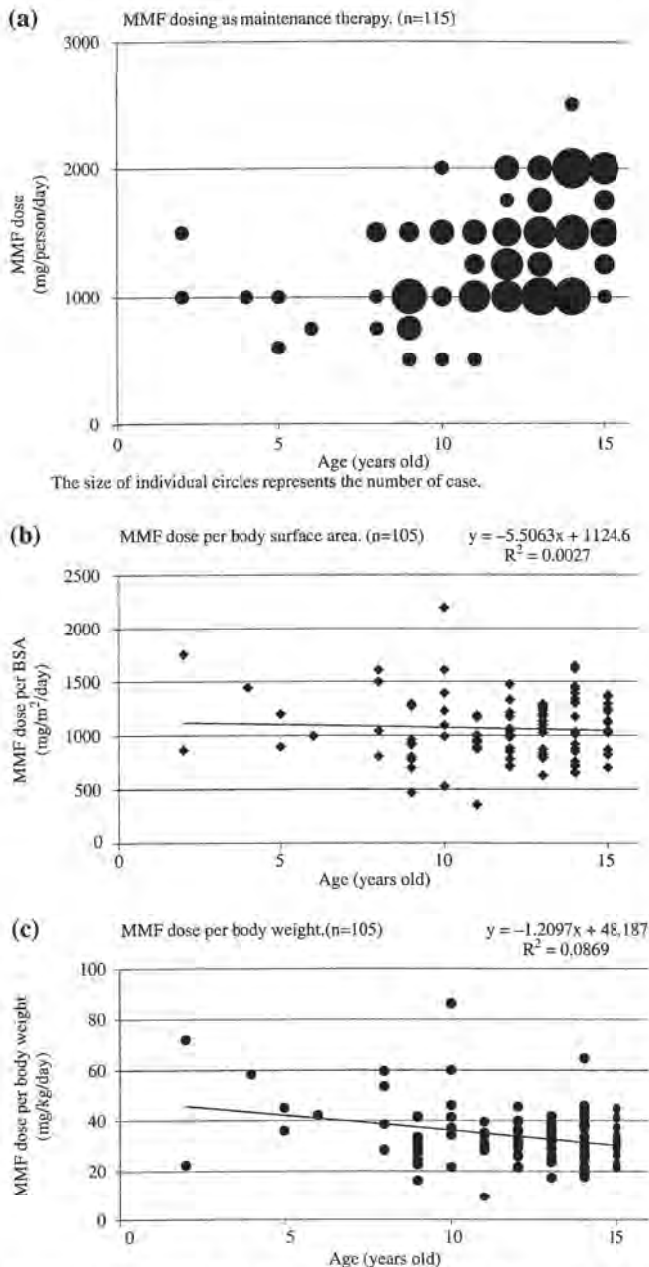 (a) MMF dosing as maintenance therapy. (n=115)
3000
2000
1000
0
MMF dose
(mg/person/day)
0 5 10 15
Age (years old)
The size of individual circles represents the number of case.
(b) MMF dose per body surface area. (n=105) y = −5.5063x + 1124.6
R² = 0.0027
2500
2000
1500
1000
500
0
MMF dose per BSA
(mg/m²/day)
0 5 10 15
Age (years old)
(c) MMF dose per body weight.(n=105) y = −1.2097x + 48,187
R² = 0.0869
100
80
60
40
20
0
MMF dose per body weight
(mg/kg/day)
0 5 10 15
Age (years old)